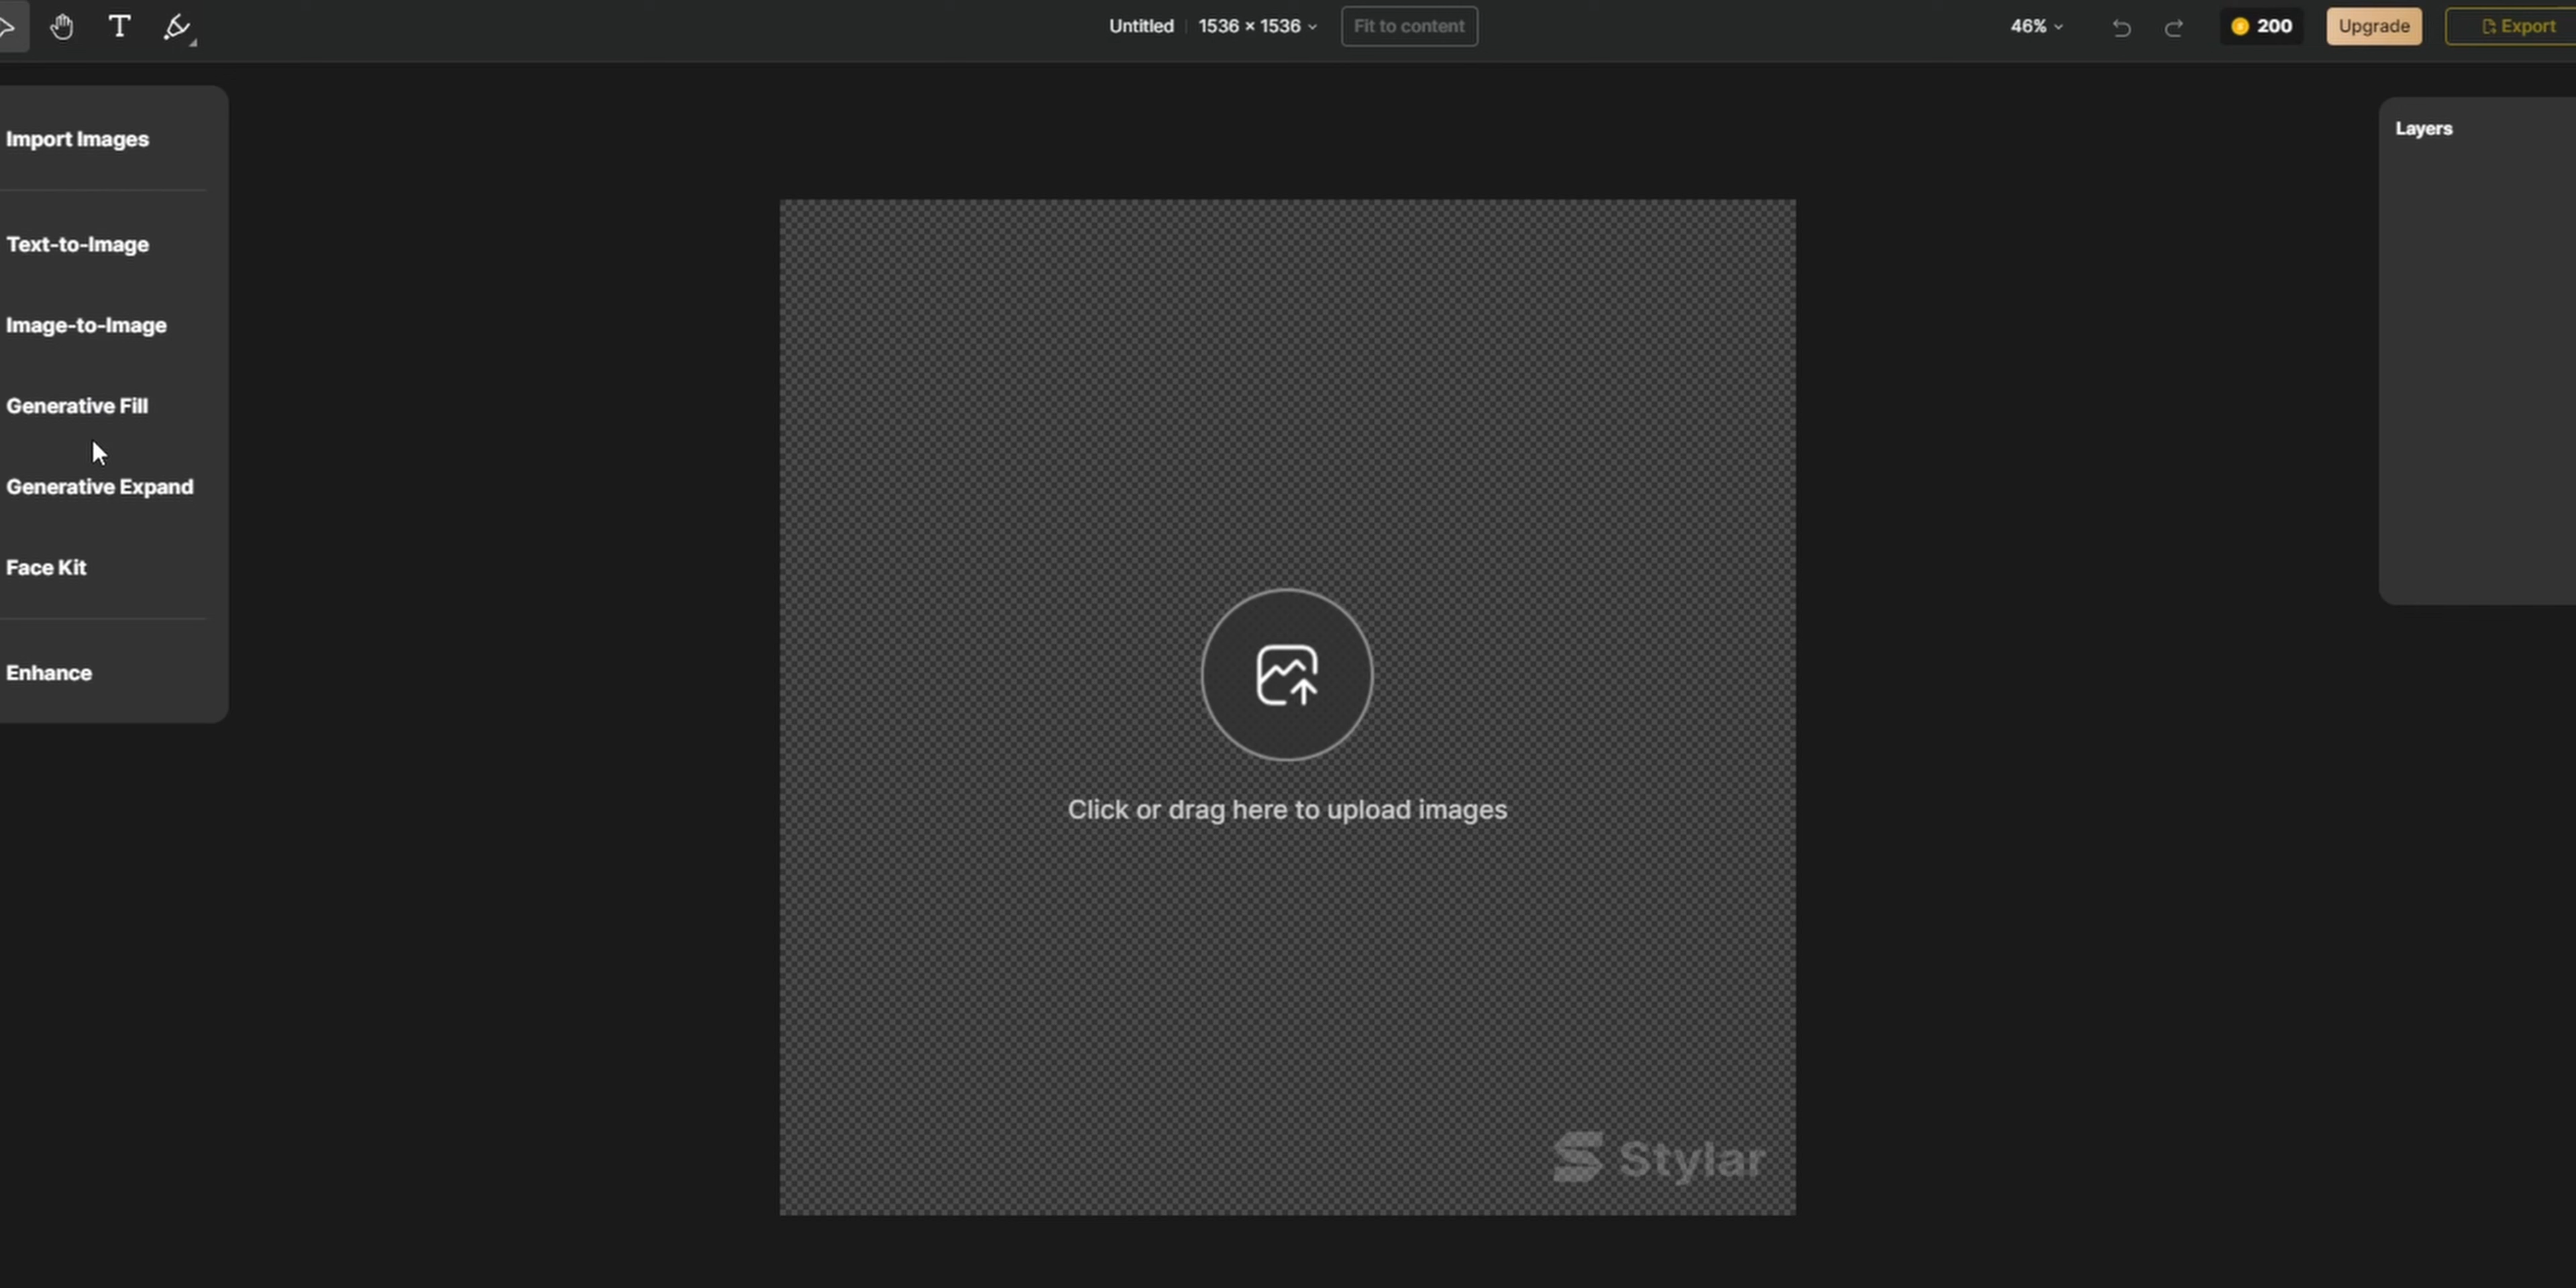 T
Untitled 1536 × 1536 Fit to content 46% 200 Upgrade Export
Import Images
Text-to-Image
Image-to-Image
Generative Fill
Generative Expand
Face Kit
Enhance
Layers
Click or drag here to upload images
Stylar